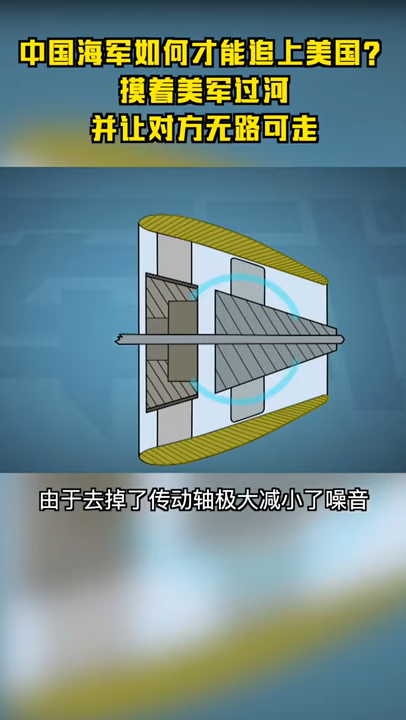 中国海军如何才能追上美国?
摸着美军过河
并让对方无路可走
由于去掉了传动轴极大减小了噪音